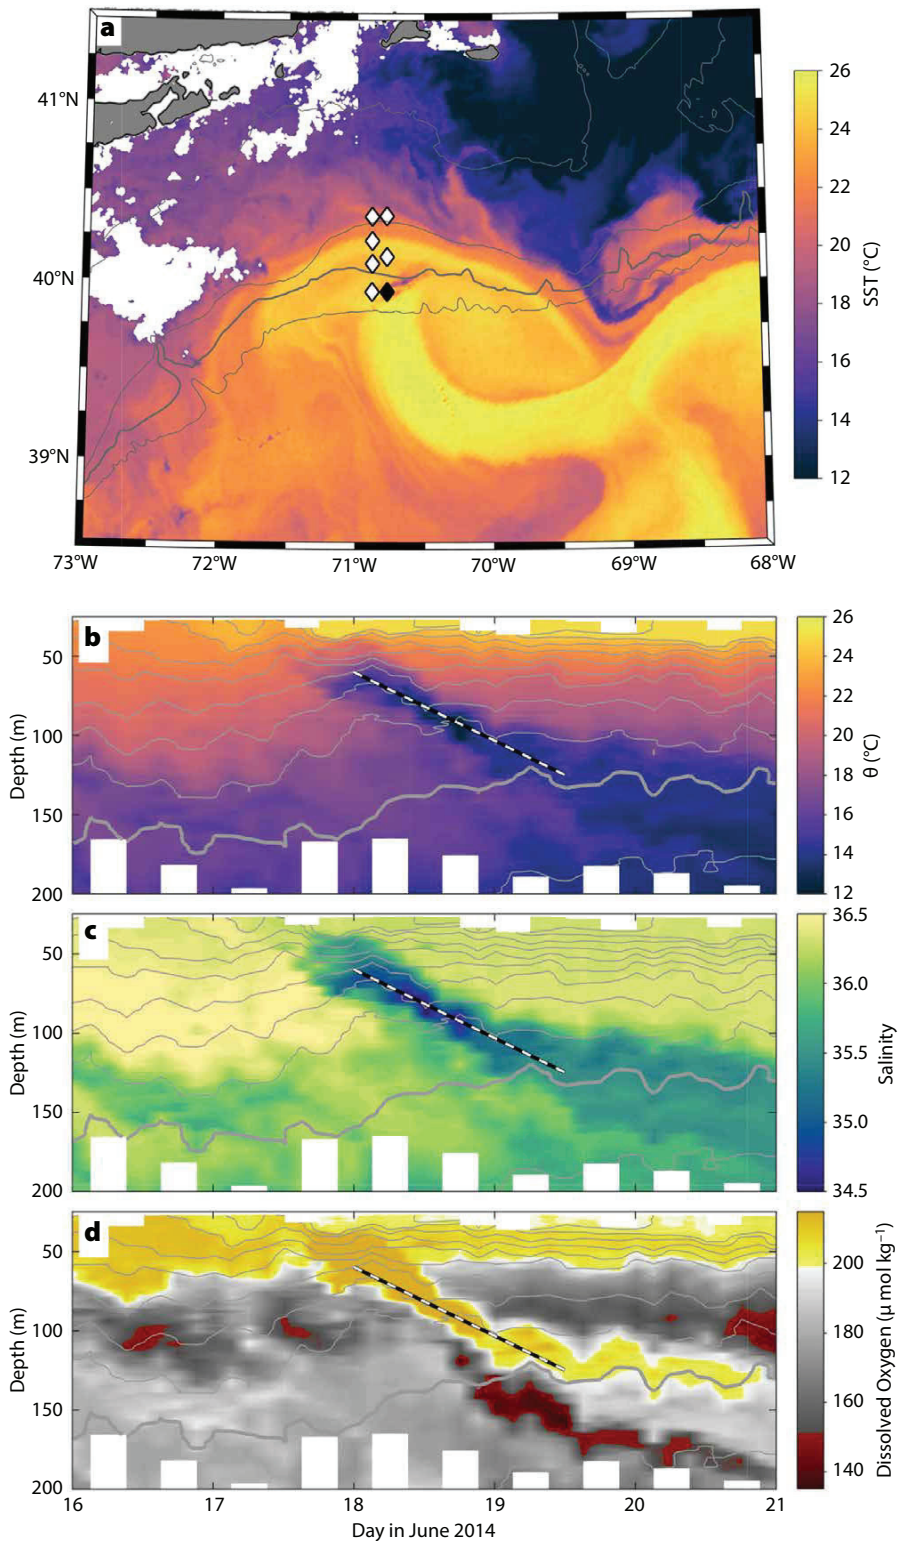 a
41°N
40°N
39°N
73°W
72°W
71°W
70°W
69°W
68°W
26
24
22
20
18
16
14
12
SST (°C)
b
50
100
150
200
Depth (m)
26
24
22
20
18
16
14
12
θ (°C)
c
50
100
150
200
Depth (m)
36.5
36.0
35.5
35.0
34.5
Salinity
d
50
100
150
200
Depth (m)
200
180
160
140
Dissolved Oxygen (μ mol kg⁻¹)
16
17
18
19
20
21
Day in June 2014